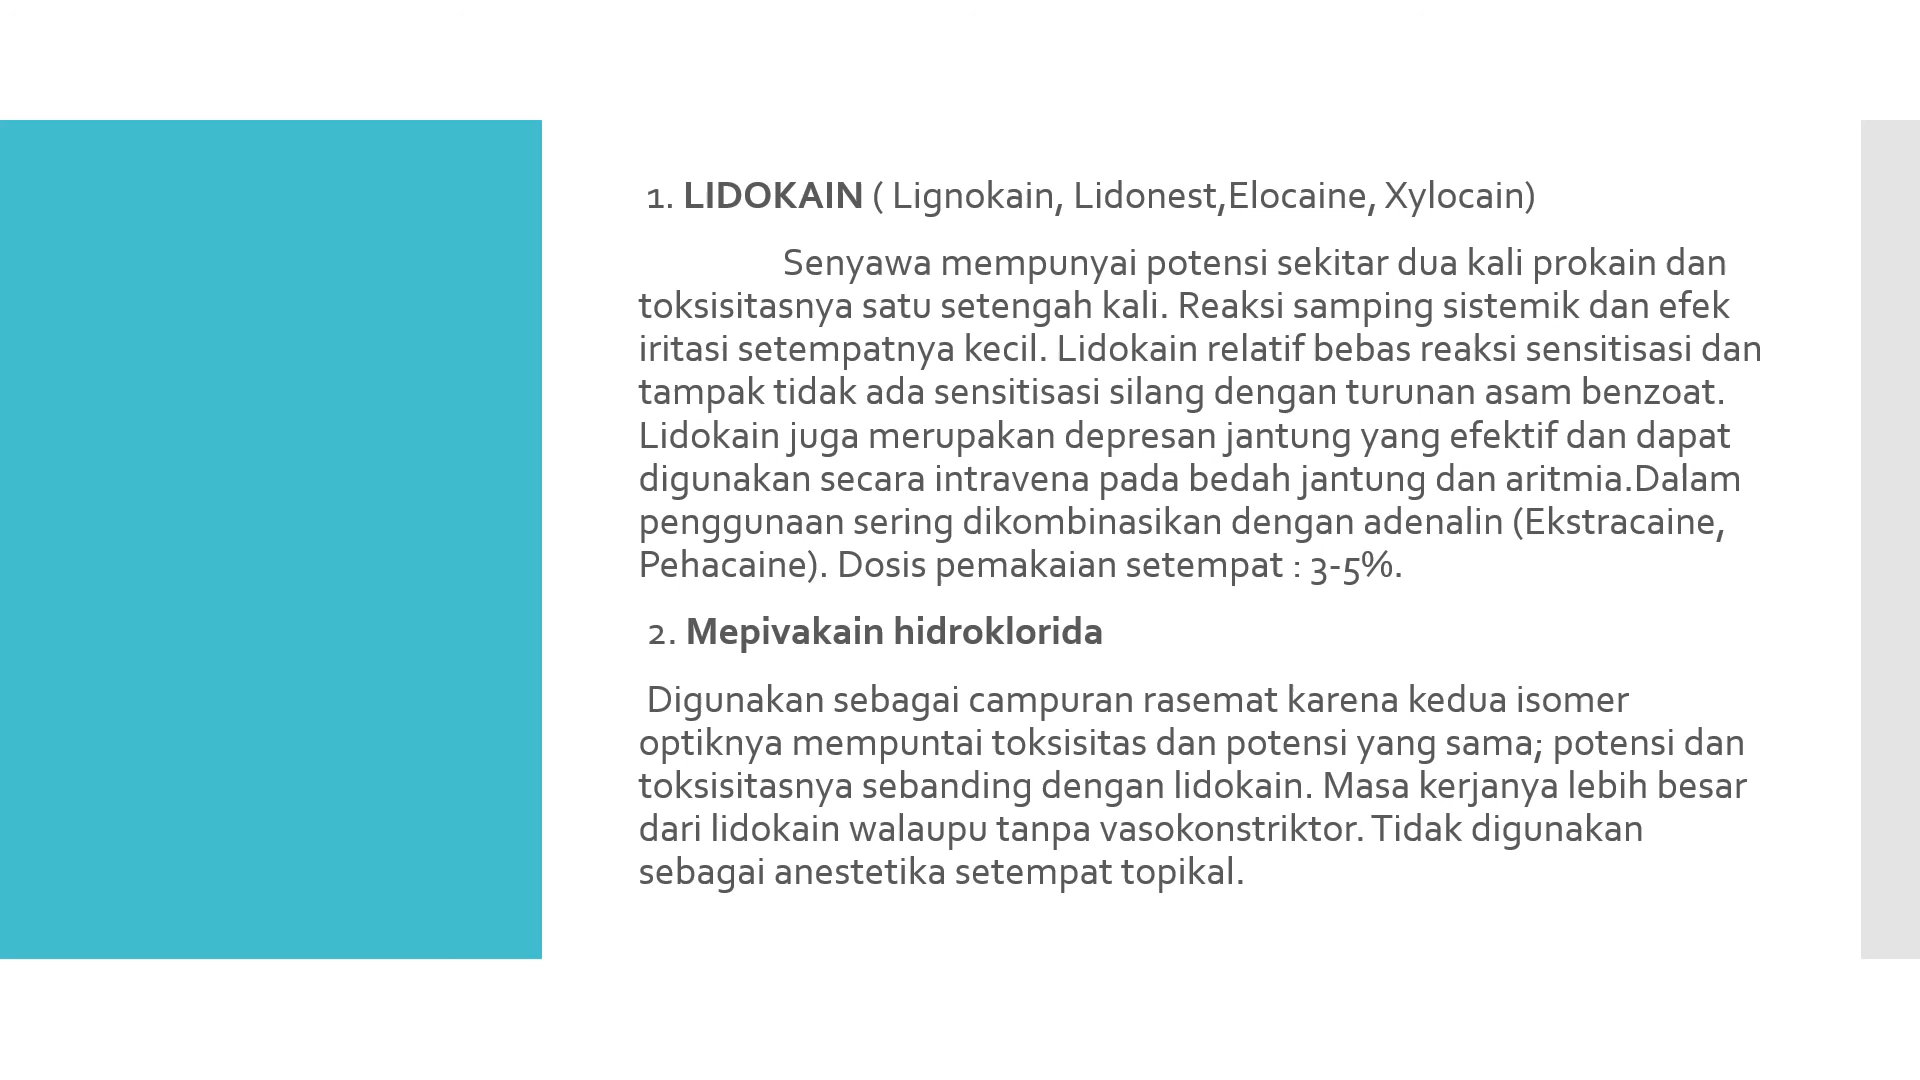 1. LIDOKAIN ( Lignokain, Lidonest,Elocaine, Xylocain)
Senyawa mempunyai potensi sekitar dua kali prokain dan
toksisitasnya satu setengah kali. Reaksi samping sistemik dan efek
iritasi setempatnya kecil. Lidokain relatif bebas reaksi sensitisasi dan
tampak tidak ada sensitisasi silang dengan turunan asam benzoat.
Lidokain juga merupakan depresan jantung yang efektif dan dapat
digunakan secara intravena pada bedah jantung dan aritmia.Dalam
penggunaan sering dikombinasikan dengan adenalin (Ekstracaine,
Pehacaine). Dosis pemakaian setempat : 3-5%.
2. Mepivakain hidroklorida
Digunakan sebagai campuran rasemat karena kedua isomer
optiknya mempuntai toksisitas dan potensi yang sama; potensi dan
toksisitasnya sebanding dengan lidokain. Masa kerjanya lebih besar
dari lidokain walaupu tanpa vasokonstriktor. Tidak digunakan
sebagai anestetika setempat topikal.